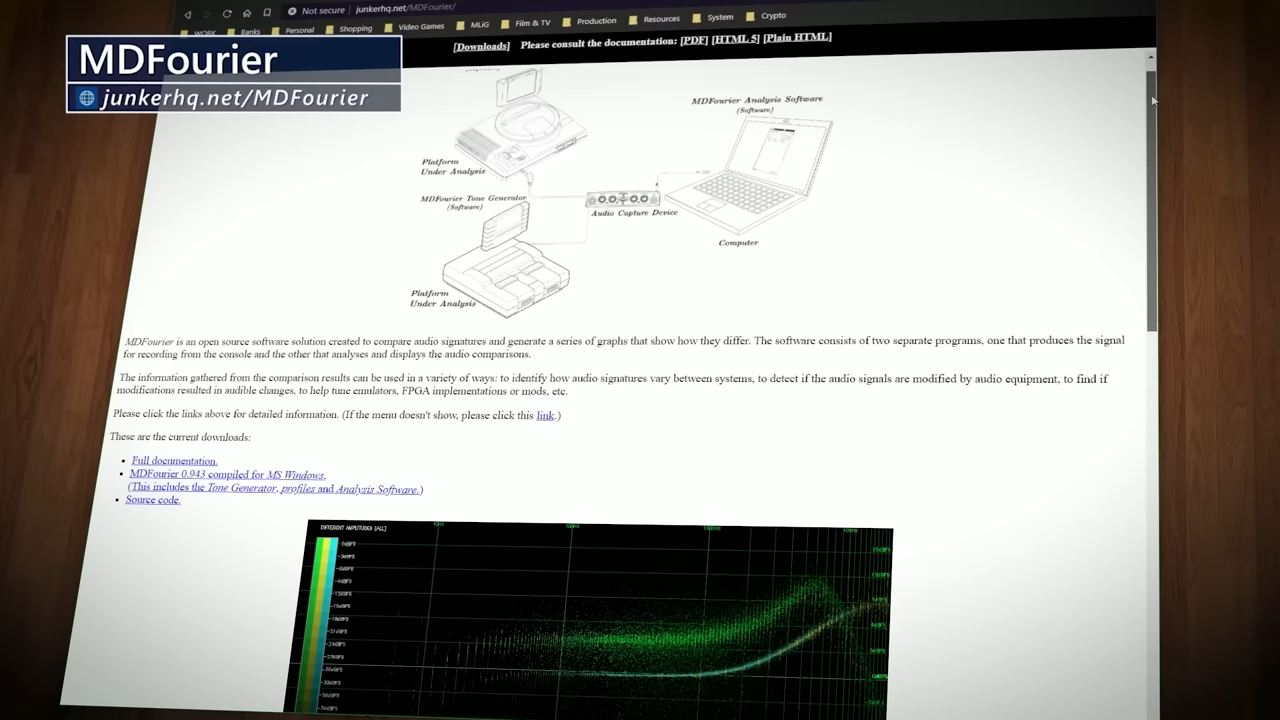 Not secure | junkerhq.net/MDFourier/
WORK Banks Personal Shopping Video Games MLiG Film & TV Production Resources System Crypto
MDFourier
junkerhq.net/MDFourier
[Downloads] Please consult the documentation: [PDF] [HTML 5] [Plain HTML]
MDFourier Analysis Software
(Software)
Platform
Under Analysis
MDFourier Tone Generator
(Software)
Audio Capture Device
Computer
Platform
Under Analysis
MDFourier is an open source software solution created to compare audio signatures and generate a series of graphs that show how they differ. The software consists of two separate programs, one that produces the signal
for recording from the console and the other that analyses and displays the audio comparisons.
The information gathered from the comparison results can be used in a variety of ways: to identify how audio signatures vary between systems, to detect if the audio signals are modified by audio equipment, to find if
modifications resulted in audible changes, to help tune emulators, FPGA implementations or mods, etc.
Please click the links above for detailed information. (If the menu doesn't show, please click this link.)
These are the current downloads:
Full documentation.
MDFourier 0.943 compiled for MS Windows.
(This includes the Tone Generator, profiles and Analysis Software.)
Source code.
DIFFERENT AMPLITUDES [ALL]